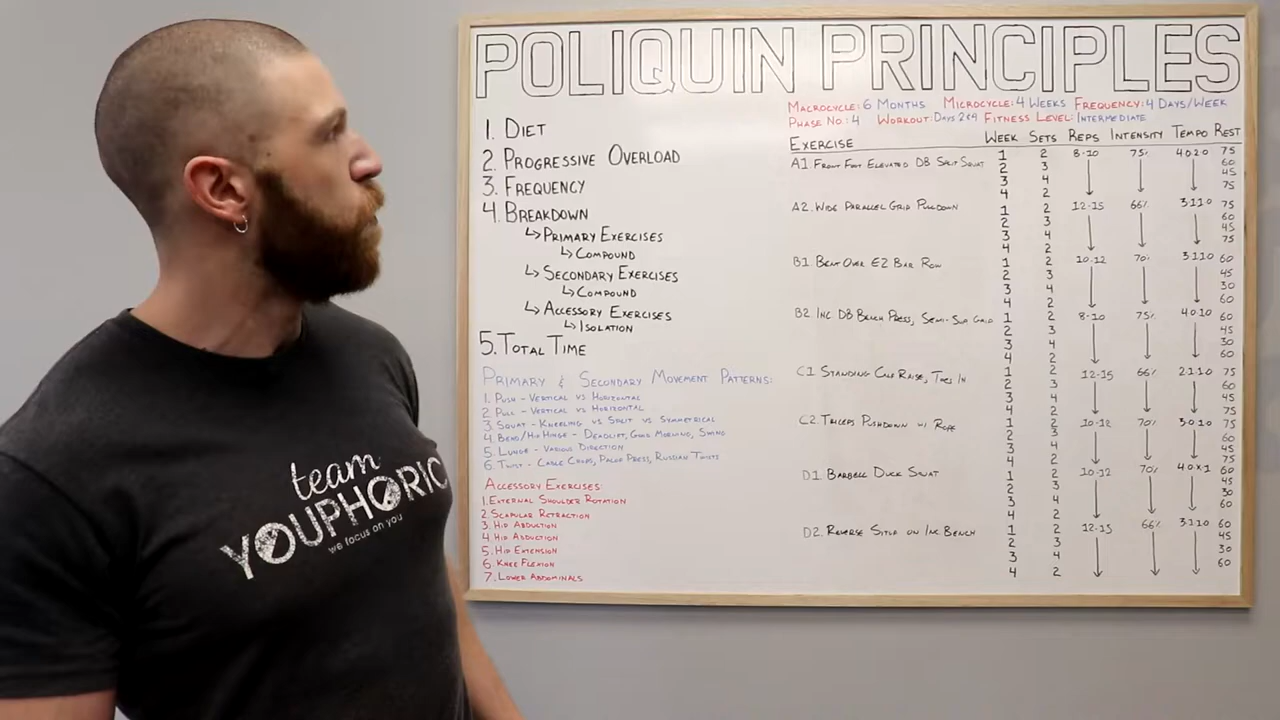 POLIQUIN PRINCIPLES
MACROCYCLE: 6 MONTHS MICROCYCLE: 4 WEEKS FREQUENCY: 4 DAYS/WEEK
PHASE NO.: 4 WORKOUT: DAYS 2&4 FITNESS LEVEL: INTERMEDIATE
1. DIET
2. PROGRESSIVE OVERLOAD
3. FREQUENCY
4. BREAKDOWN
↳ PRIMARY EXERCISES
↳ COMPOUND
↳ SECONDARY EXERCISES
↳ COMPOUND
↳ ACCESSORY EXERCISES
↳ ISOLATION
5. TOTAL TIME
PRIMARY & SECONDARY MOVEMENT PATTERNS:
1. PUSH - VERTICAL VS HORIZONTAL
2. PULL - VERTICAL VS HORIZONTAL
3. SQUAT - KNEELING VS SPLIT VS SYMMETRICAL
4. BEND/HIP HINGE - DEADLIFT, GOOD MORNING, SWING
5. LUNGE - VARIOUS DIRECTION
6. TWIST - CABLE CHOPS, PALOF PRESS, RUSSIAN TWISTS
ACCESSORY EXERCISES:
1. EXTERNAL SHOULDER ROTATION
2. SCAPULAR RETRACTION
3. HIP ABDUCTION
4. HIP ADDUCTION
5. HIP EXTENSION
6. KNEE FLEXION
7. LOWER ABDOMINALS
EXERCISE WEEK SETS REPS INTENSITY TEMPO REST
A1. FRONT FOOT ELEVATED DB SPLIT SQUAT 1 2 8-10 75% 4020 75
2 3 60
3 4 45
4 2 75
A2. WIDE PARALLEL GRIP PULLDOWN 1 2 12-15 66% 3110 75
2 3 60
3 4 45
4 2 75
B1. BENT OVER EZ BAR ROW 1 2 10-12 70% 3110 60
2 3 45
3 4 30
4 2 60
B2. INC DB BENCH PRESS, SEMI-SUP GRIP 1 2 8-10 75% 4010 60
2 3 45
3 4 30
4 2 60
C1. STANDING CALF RAISE, TOES IN 1 2 12-15 66% 2110 75
2 3 60
3 4 45
4 2 75
C2. TRICEPS PUSHDOWN W/ ROPE 1 2 10-12 70% 3010 75
2 3 60
3 4 45
4 2 75
D1. BARBELL DUCK SQUAT 1 2 10-12 70% 40X1 60
2 3 45
3 4 30
4 2 60
D2. REVERSE SITUP ON INC BENCH 1 2 12-15 66% 3110 60
2 3 45
3 4 30
4 2 60
team
YOUPHORIC
we focus on you